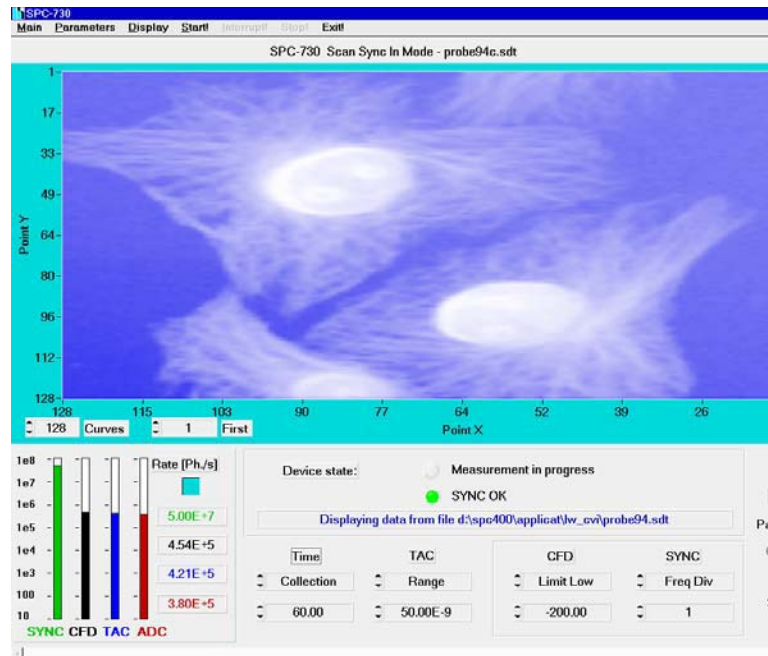 SPC-730
Main Parameters Display Start! Interrupt! Stop! Exit!
SPC-730 Scan Sync In Mode - probe94c.sdt
1
17
33
49
64
80
96
112
128
Point Y
128 115 103 90 77 64 52 39 26
Point X
128 Curves 1 First
1e8
1e7
1e6
1e5
1e4
1e3
100
10
SYNC CFD TAC ADC
Rate [Ph./s]
5.00E+7
4.54E+5
4.21E+5
3.80E+5
Device state:
Measurement in progress
SYNC OK
Displaying data from file d:\spc400\applicat\lw_cvi\probe94.sdt
Time TAC CFD SYNC
Collection Range Limit Low Freq Div
60.00 50.00E-9 -200.00 1
Pa